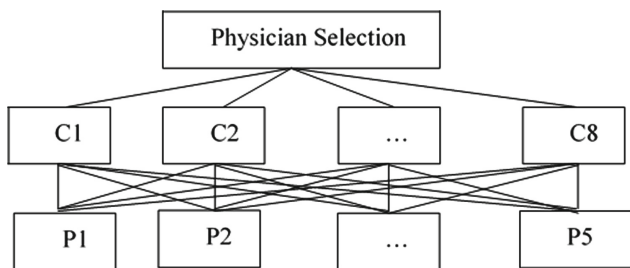 Physician Selection
C1 C2 ... C8
P1 P2 ... P5